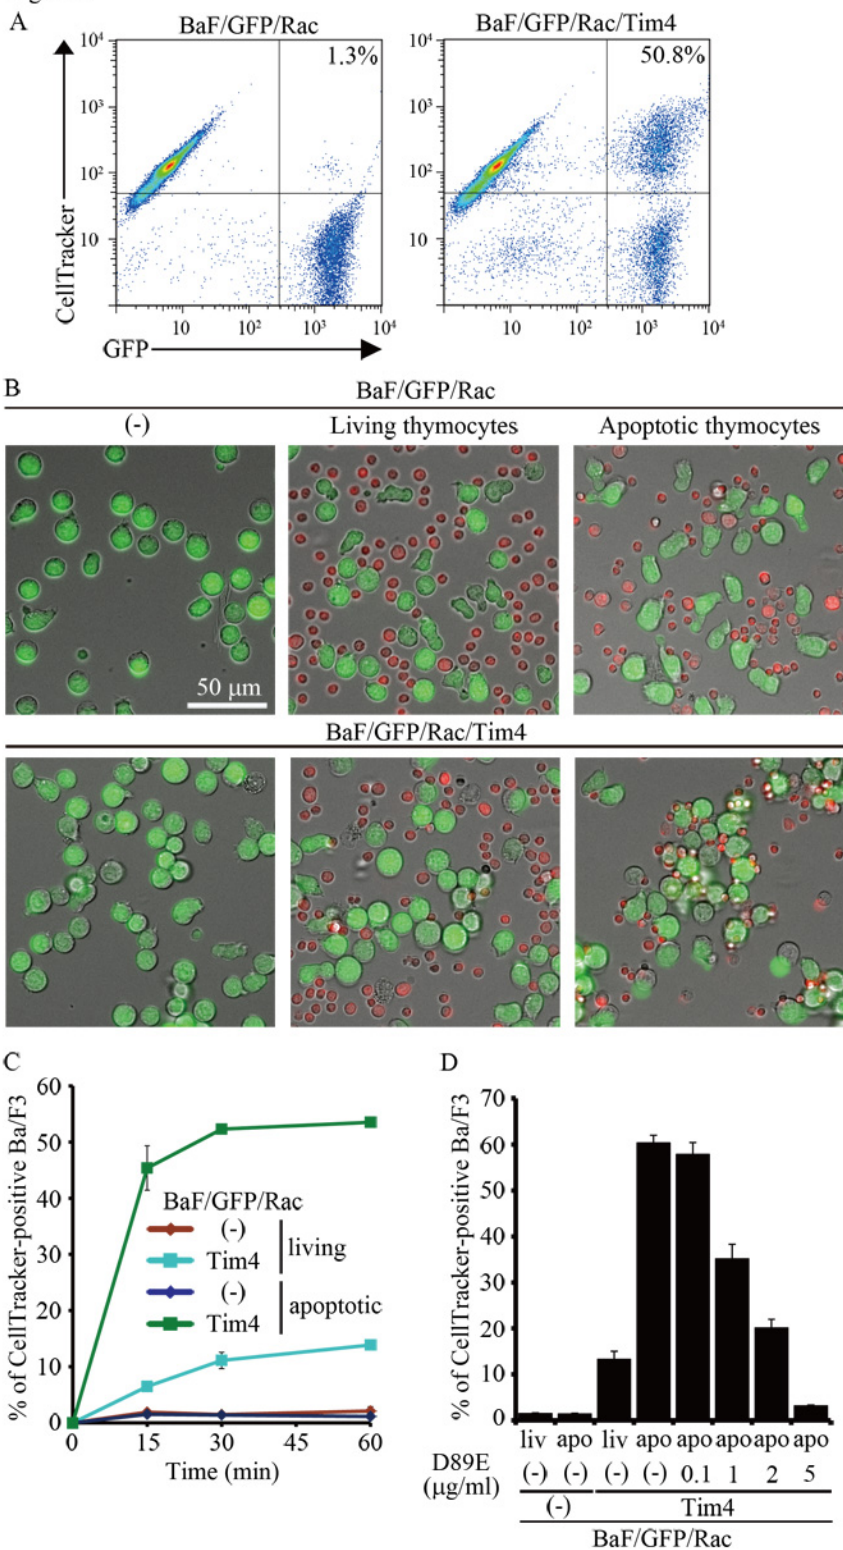 A
BaF/GFP/Rac
BaF/GFP/Rac/Tim4
10⁴
10³
10²
10
1.3%
50.8%
CellTracker
10
10²
10³
10⁴
10
10²
10³
10⁴
GFP
B
BaF/GFP/Rac
(-)
Living thymocytes
Apoptotic thymocytes
50 μm
BaF/GFP/Rac/Tim4
C
% of CellTracker-positive Ba/F3
60
50
40
30
20
10
0
BaF/GFP/Rac
(-)
Tim4
living
(-)
Tim4
apoptotic
0
15
30
45
60
Time (min)
D
% of CellTracker-positive Ba/F3
70
60
50
40
30
20
10
0
liv apo liv apo apo apo apo apo
D89E (μg/ml)
(-) (-) (-) (-) 0.1 1 2 5
(-) Tim4
BaF/GFP/Rac